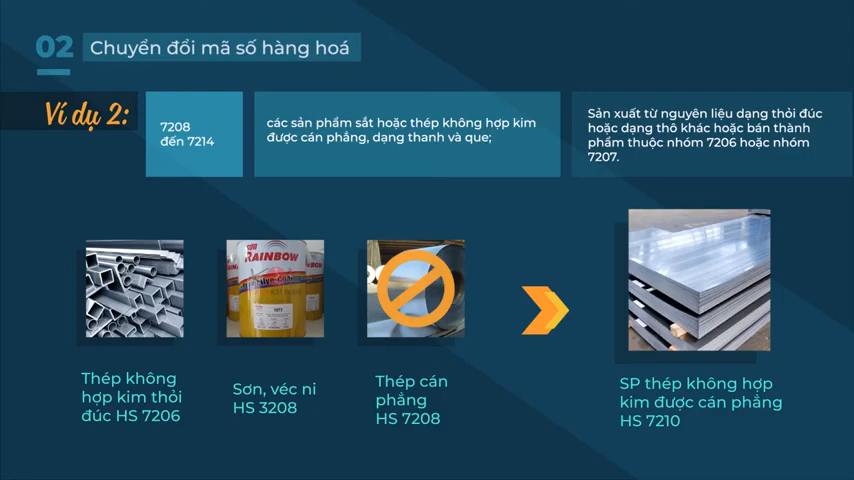 02 Chuyển đổi mã số hàng hoá
Ví dụ 2:
7208
đến 7214
các sản phẩm sắt hoặc thép không hợp kim
được cán phẳng, dạng thanh và que;
Sản xuất từ nguyên liệu dạng thỏi đúc
hoặc dạng thô khác hoặc bán thành
phẩm thuộc nhóm 7206 hoặc nhóm
7207.
SƠN
RAINBOW
Thép không
hợp kim thỏi
đúc HS 7206
Sơn, véc ni
HS 3208
Thép cán
phẳng
HS 7208
SP thép không hợp
kim được cán phẳng
HS 7210